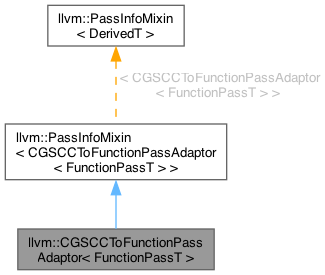 llvm::PassInfoMixin
< DerivedT >
< CGSCCToFunctionPassAdaptor
< FunctionPassT > >
llvm::PassInfoMixin
< CGSCCToFunctionPassAdaptor
< FunctionPassT > >
llvm::CGSCCToFunctionPass
Adaptor< FunctionPassT >